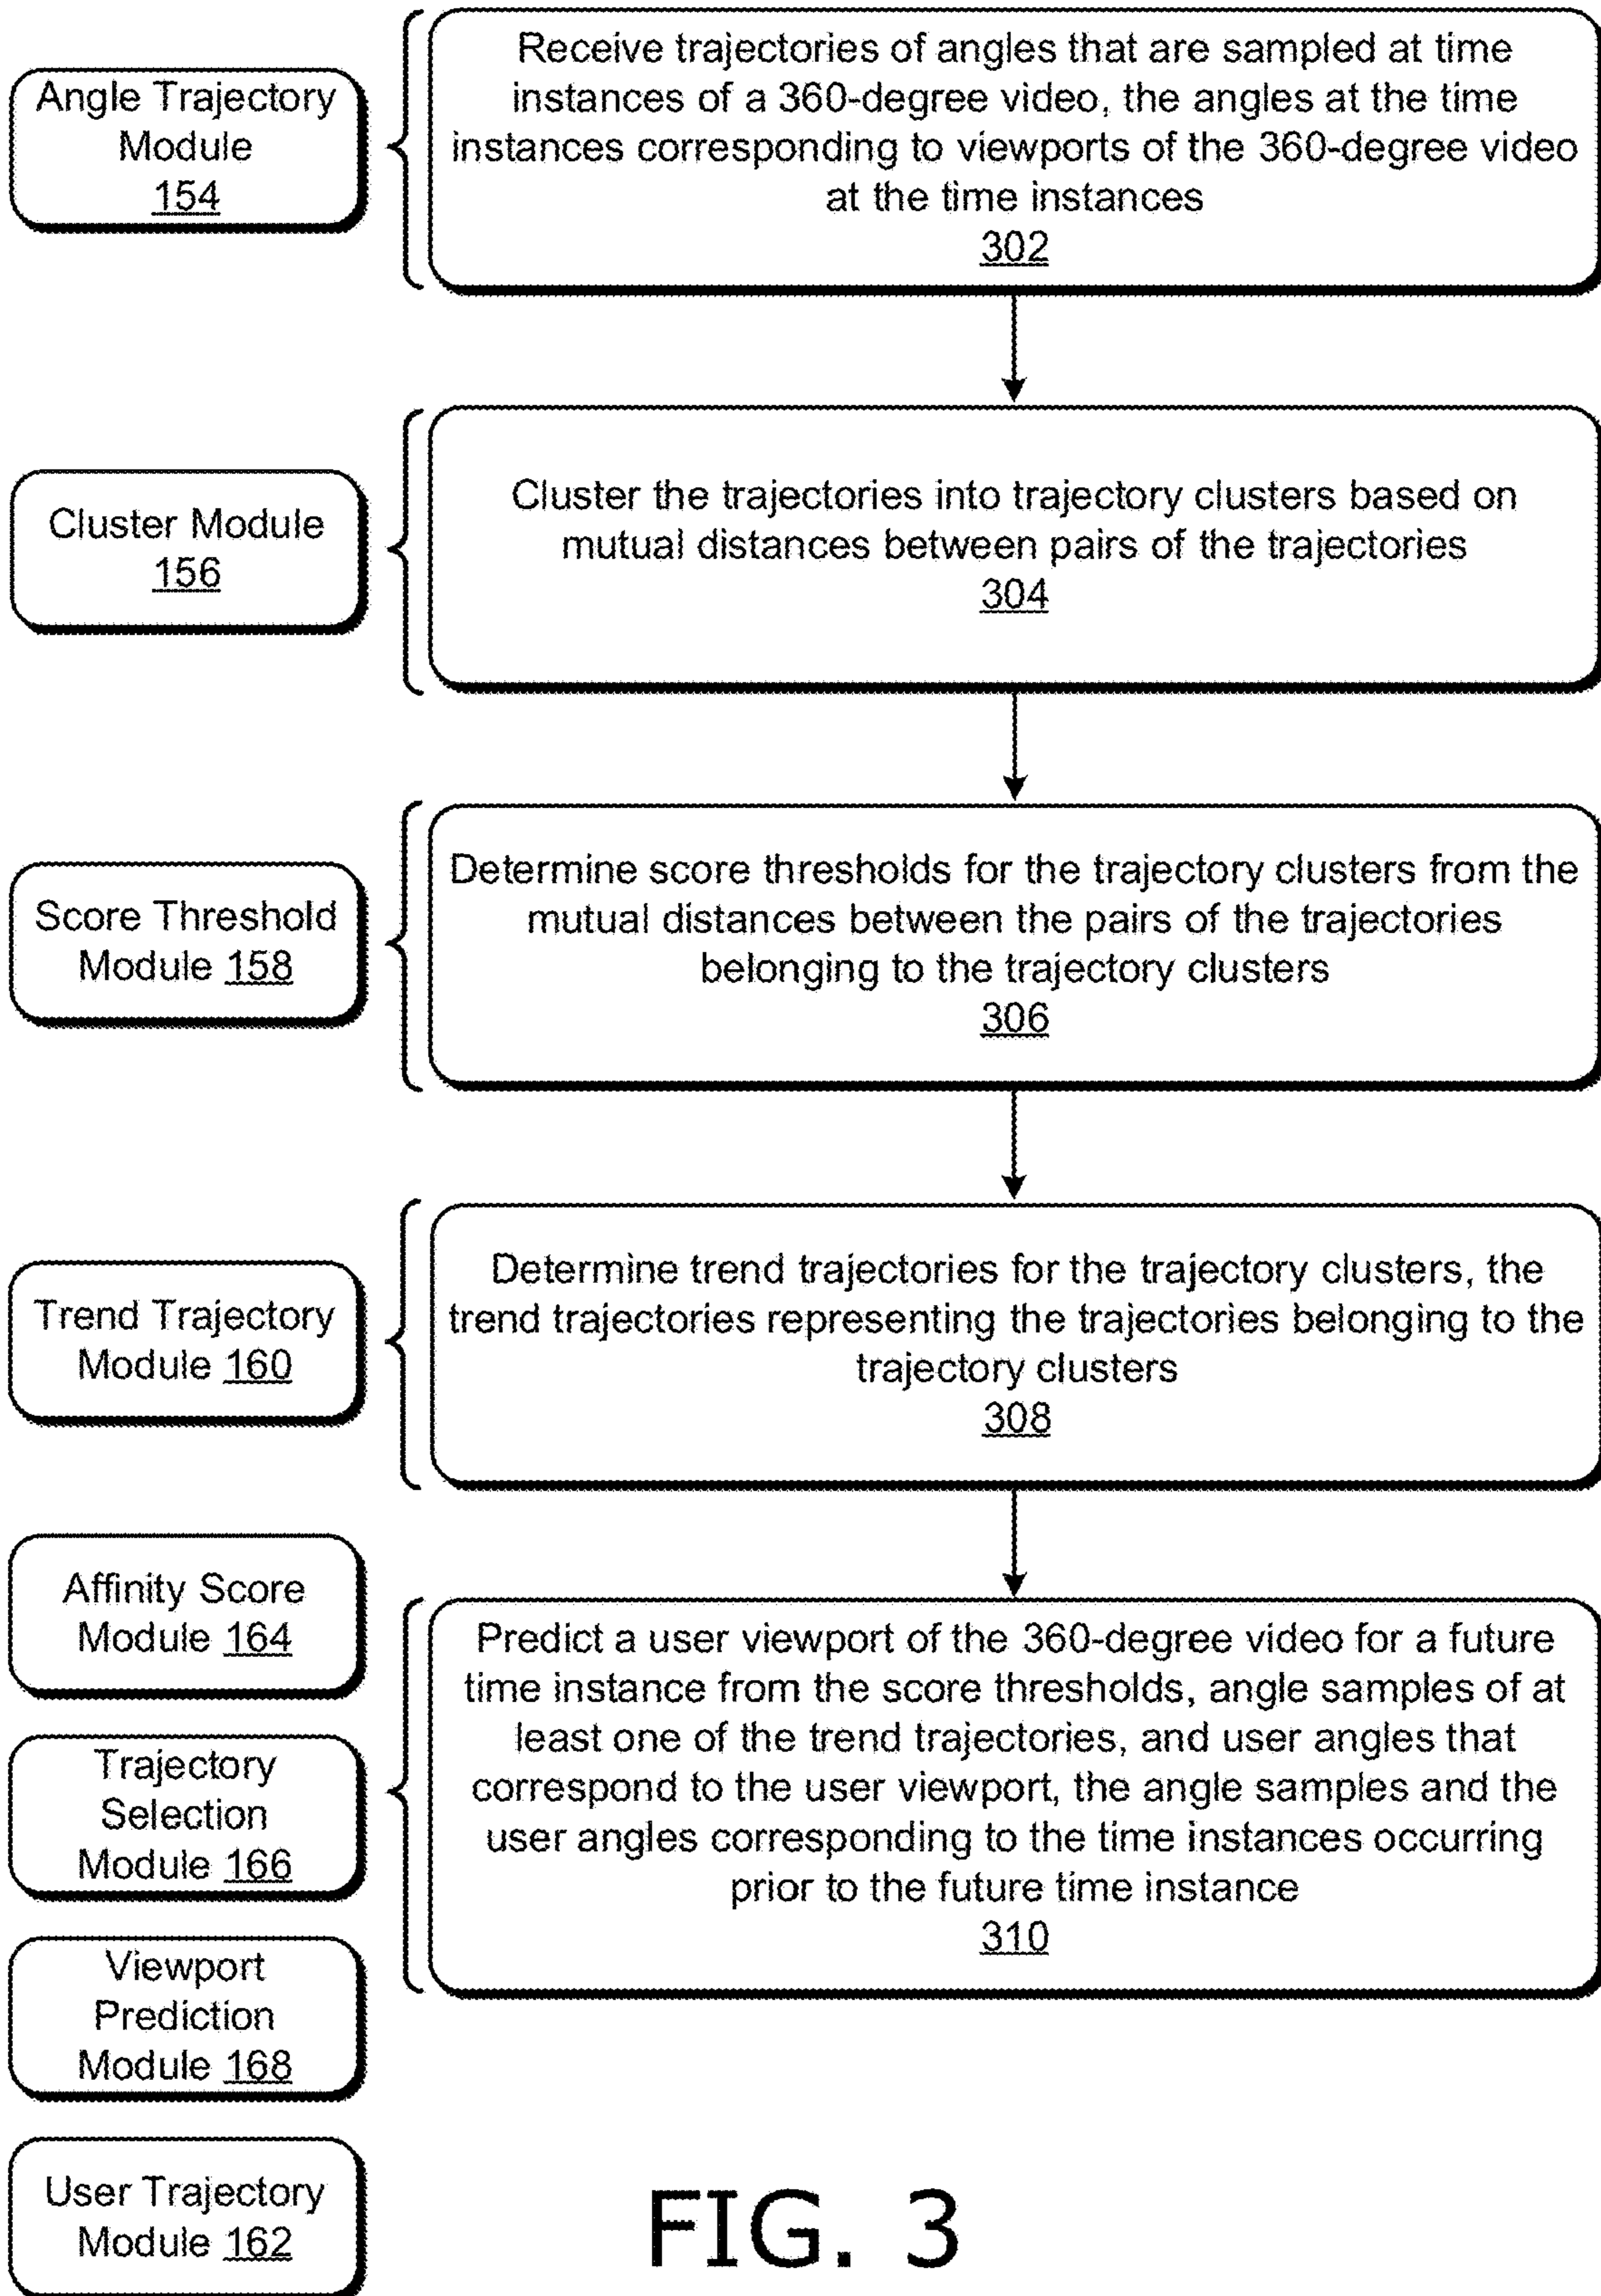 Angle Trajectory
Module
154
Receive trajectories of angles that are sampled at time
instances of a 360-degree video, the angles at the time
instances corresponding to viewports of the 360-degree video
at the time instances
302
Cluster Module
156
Cluster the trajectories into trajectory clusters based on
mutual distances between pairs of the trajectories
304
Score Threshold
Module 158
Determine score thresholds for the trajectory clusters from the
mutual distances between the pairs of the trajectories
belonging to the trajectory clusters
306
Trend Trajectory
Module 160
Determine trend trajectories for the trajectory clusters, the
trend trajectories representing the trajectories belonging to the
trajectory clusters
308
Affinity Score
Module 164
Trajectory
Selection
Module 166
Viewport
Prediction
Module 168
User Trajectory
Module 162
Predict a user viewport of the 360-degree video for a future
time instance from the score thresholds, angle samples of at
least one of the trend trajectories, and user angles that
correspond to the user viewport, the angle samples and the
user angles corresponding to the time instances occurring
prior to the future time instance
310
FIG. 3